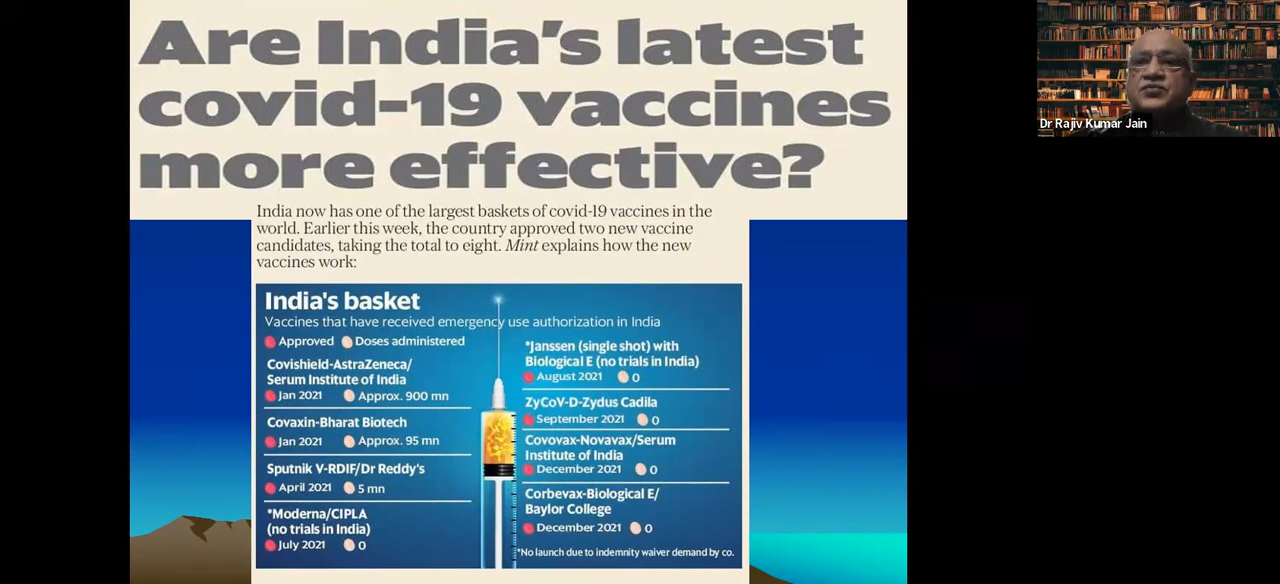 Are India's latest
covid-19 vaccines
more effective?
India now has one of the largest baskets of covid-19 vaccines in the
world. Earlier this week, the country approved two new vaccine
candidates, taking the total to eight. Mint explains how the new
vaccines work:
India's basket
Vaccines that have received emergency use authorization in India
Approved Doses administered
Covishield-AstraZeneca/
Serum Institute of India
Jan 2021 Approx. 900 mn
Covaxin-Bharat Biotech
Jan 2021 Approx. 95 mn
Sputnik V-RDIF/Dr Reddy's
April 2021 5 mn
*Moderna/CIPLA
(no trials in India)
July 2021 0
*Janssen (single shot) with
Biological E (no trials in India)
August 2021 0
ZyCoV-D-Zydus Cadila
September 2021 0
Covovax-Novavax/Serum
Institute of India
December 2021 0
Corbevax-Biological E/
Baylor College
December 2021 0
*No launch due to indemnity waiver demand by co.
Dr Rajiv Kumar Jain